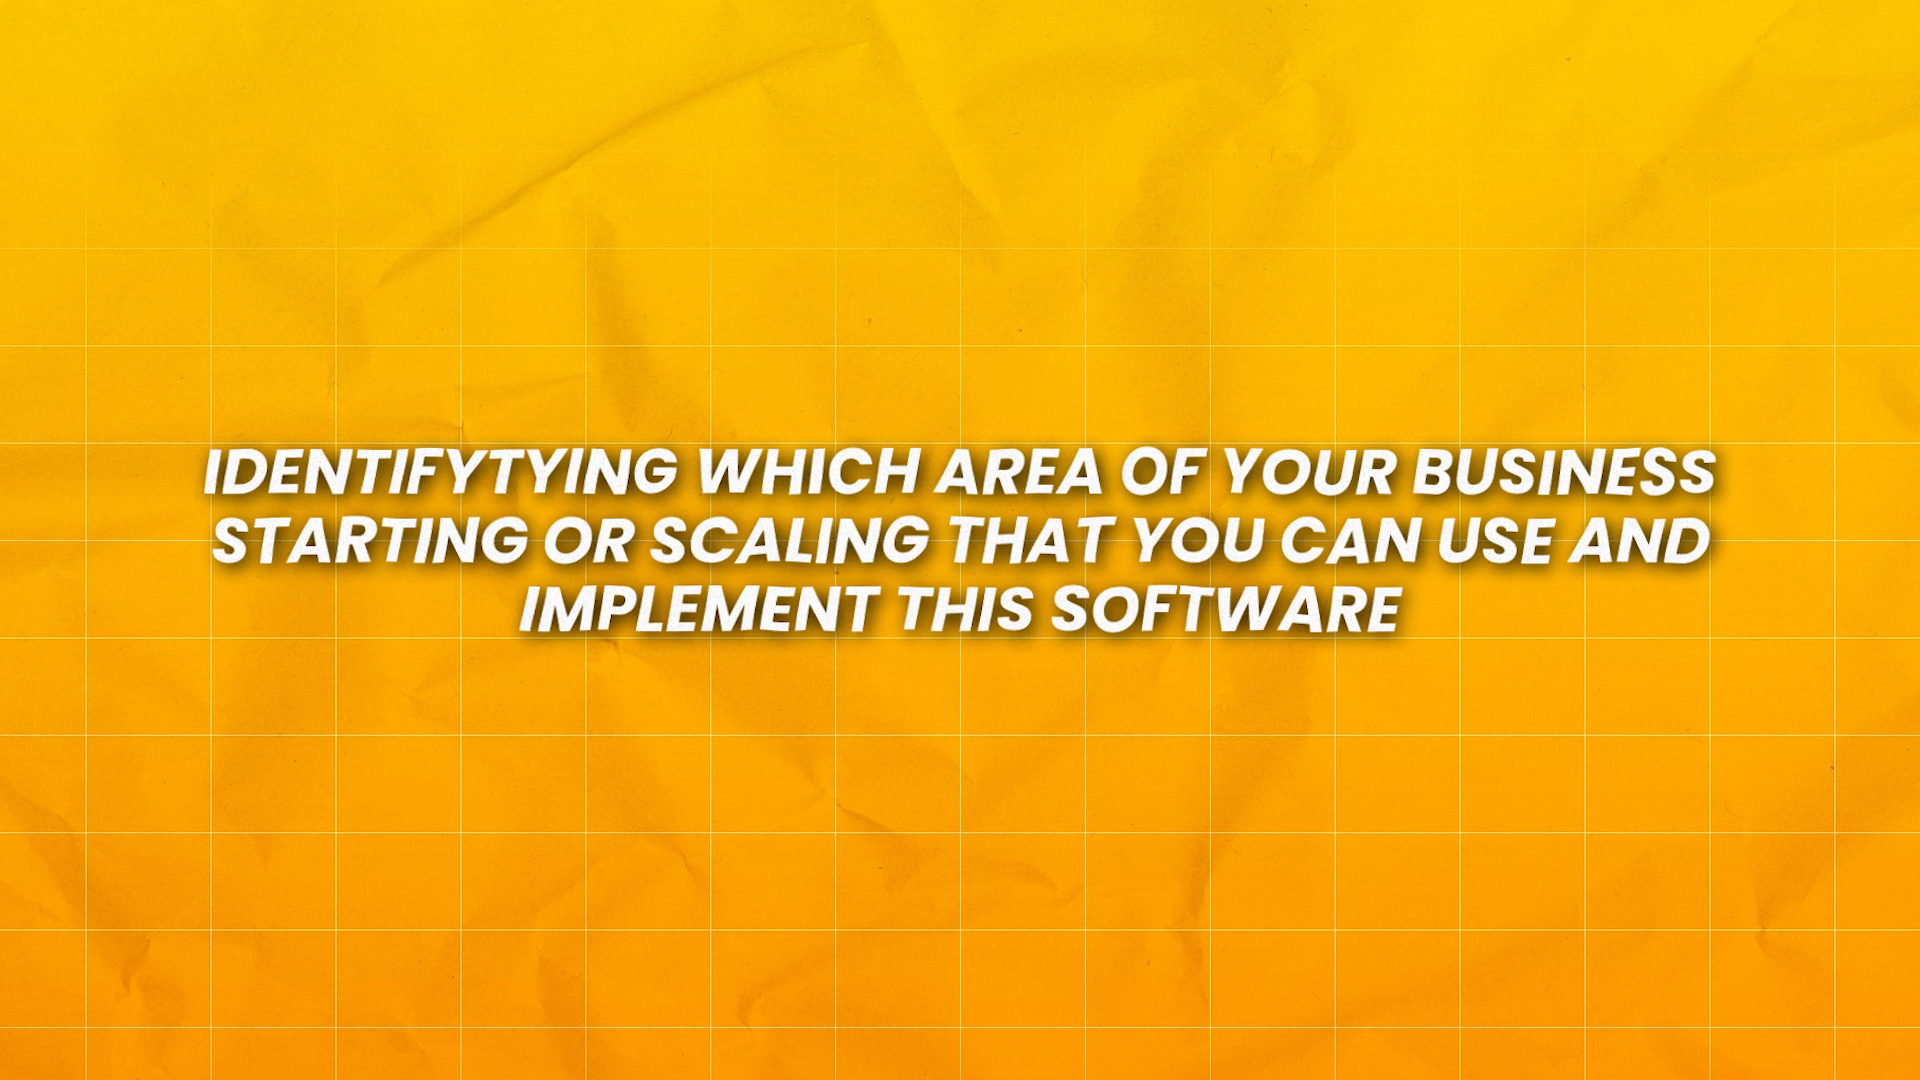 IDENTIFYTYING WHICH AREA OF YOUR BUSINESS
STARTING OR SCALING THAT YOU CAN USE AND
IMPLEMENT THIS SOFTWARE